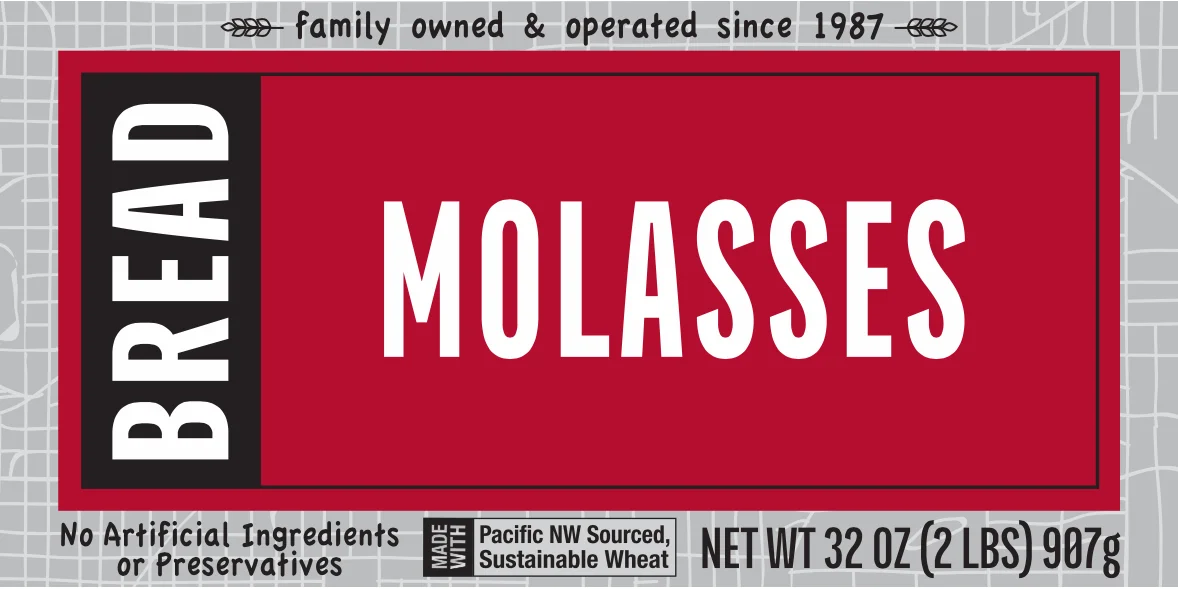 family owned & operated since 1987
BREAD
MOLASSES
No Artificial Ingredients
or Preservatives
MADE
WITH
Pacific NW Sourced,
Sustainable Wheat
NET WT 32 OZ (2 LBS) 907g